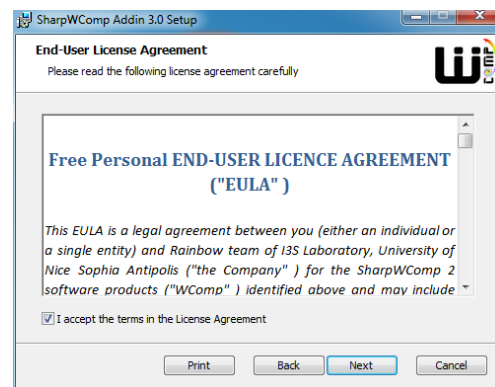 SharpWComp Addin 3.0 Setup
End-User License Agreement
Please read the following license agreement carefully
Free Personal END-USER LICENCE AGREEMENT
("EULA" )
This EULA is a legal agreement between you (either an individual or
a single entity) and Rainbow team of I3S Laboratory, University of
Nice Sophia Antipolis ("the Company" ) for the SharpWComp 2
software products ("WComp" ) identified above and may include
I accept the terms in the License Agreement
Print Back Next Cancel